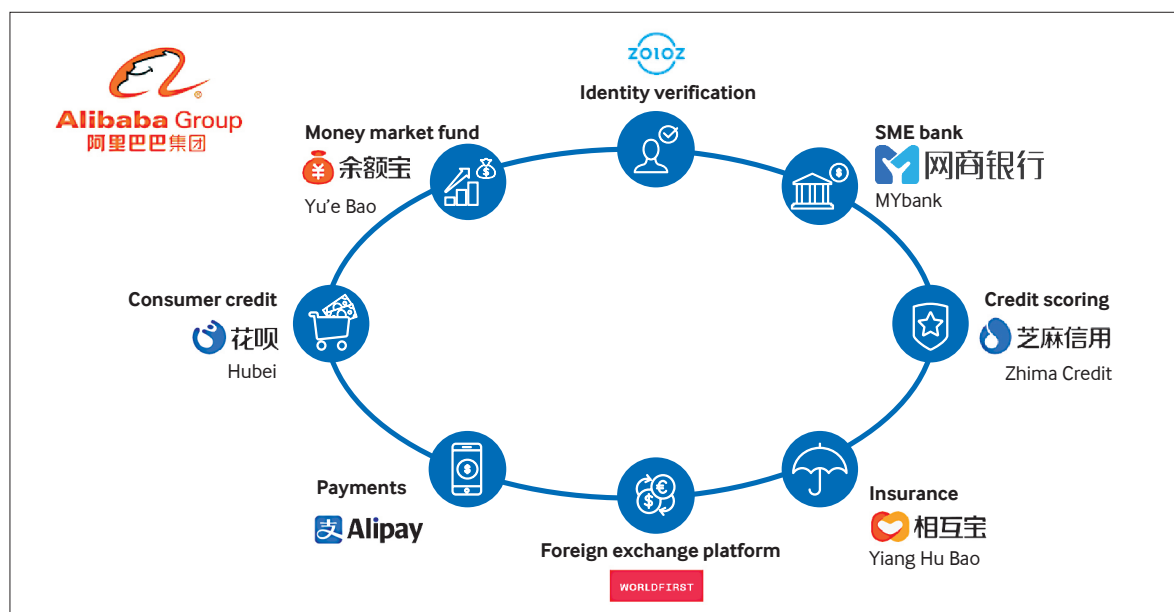 Alibaba Group
阿里巴巴集团
ZOLOZ
Identity verification
Money market fund
余额宝
Yu’e Bao
SME bank
网商银行
MYbank
Consumer credit
花呗
Hubei
Credit scoring
芝麻信用
Zhima Credit
Payments
支 Alipay
Foreign exchange platform
WORLDFIRST
Insurance
相互宝
Yiang Hu Bao